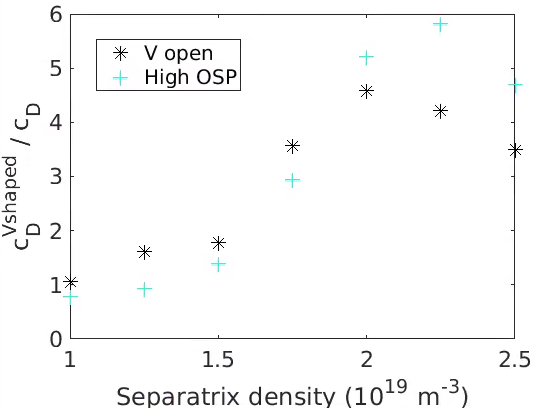 6
5
4
3
2
1
0
c_D^Vshaped / c_D
V open
High OSP
1 1.5 2 2.5
Separatrix density (10^19 m^-3)